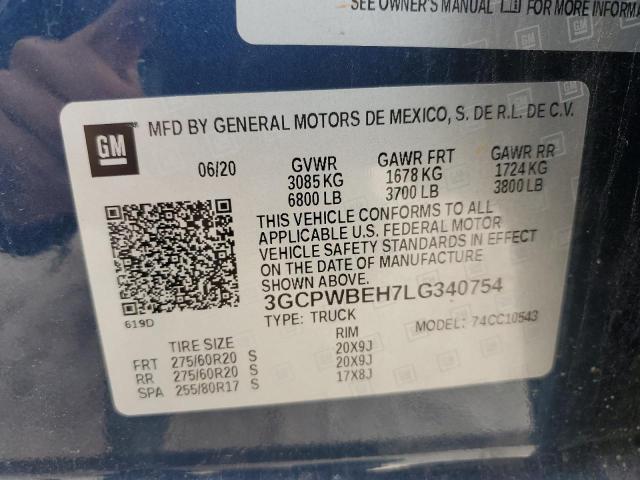 SEE OWNER'S MANUAL FOR MORE INFORMA
GM MFD BY GENERAL MOTORS DE MEXICO, S. DE R.L. DE C.V.
06/20 GVWR GAWR FRT GAWR RR
3085 KG 1678 KG 1724 KG
6800 LB 3700 LB 3800 LB
THIS VEHICLE CONFORMS TO ALL
APPLICABLE U.S. FEDERAL MOTOR
VEHICLE SAFETY STANDARDS IN EFFECT
ON THE DATE OF MANUFACTURE SHOWN ABOVE.
3GCPWBEH7LG340754
619D TYPE: TRUCK MODEL: 74CC10543
TIRE SIZE RIM
FRT 275/60R20 S 20X9J
RR 275/60R20 S 20X9J
SPA 255/80R17 S 17X8J